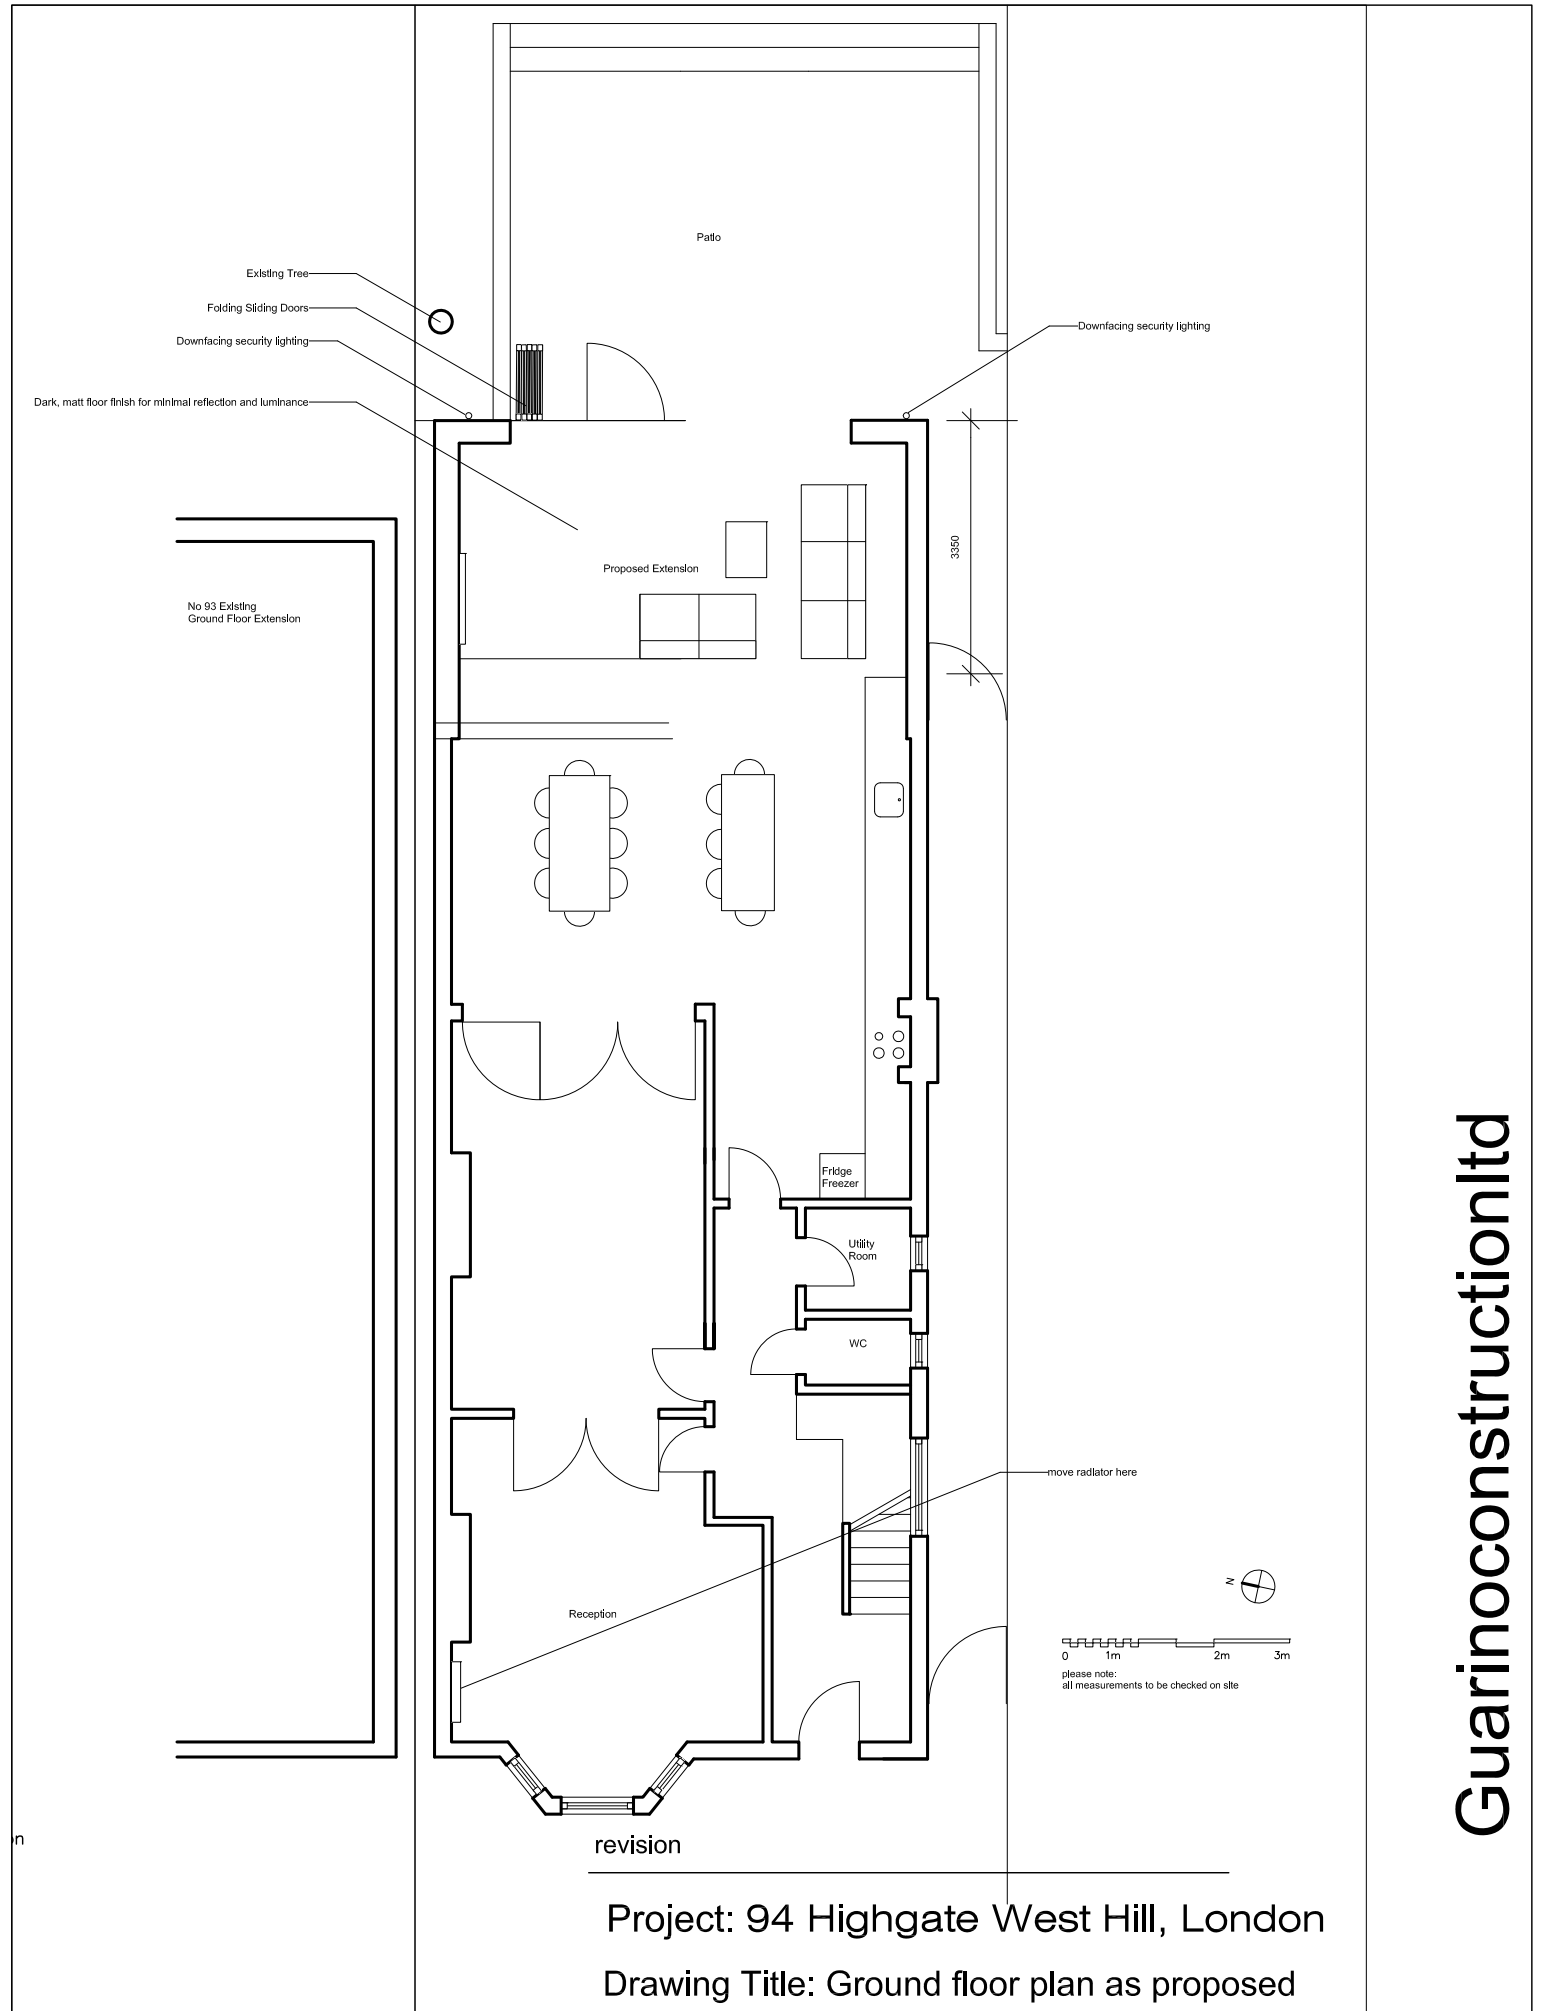 Patio
Existing Tree
Folding Sliding Doors
Downfacing security lighting
Downfacing security lighting
Dark, matt floor finish for minimal reflection and luminance
3350
Proposed Extension
No 93 Existing
Ground Floor Extension
Fridge
Freezer
Utility
Room
WC
move radiator here
Reception
N
0 1m 2m 3m
please note:
all measurements to be checked on site
Guarinoconstructionltd
revision
Project: 94 Highgate West Hill, London
Drawing Title: Ground floor plan as proposed